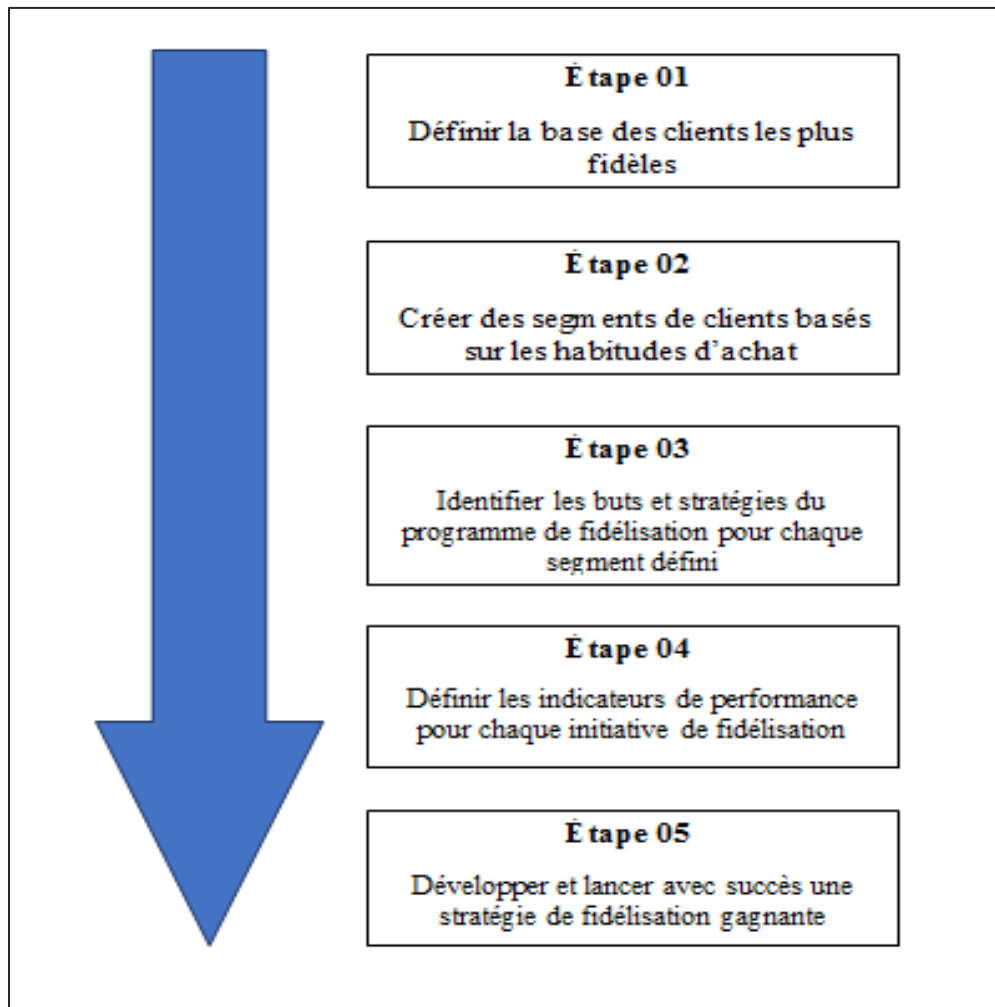 Étape 01
Définir la base des clients les plus
fidèles
Étape 02
Créer des segments de clients basés
sur les habitudes d’achat
Étape 03
Identifier les buts et stratégies du
programme de fidélisation pour chaque
segment défini
Étape 04
Définir les indicateurs de performance
pour chaque initiative de fidélisation
Étape 05
Développer et lancer avec succès une
stratégie de fidélisation gagnante